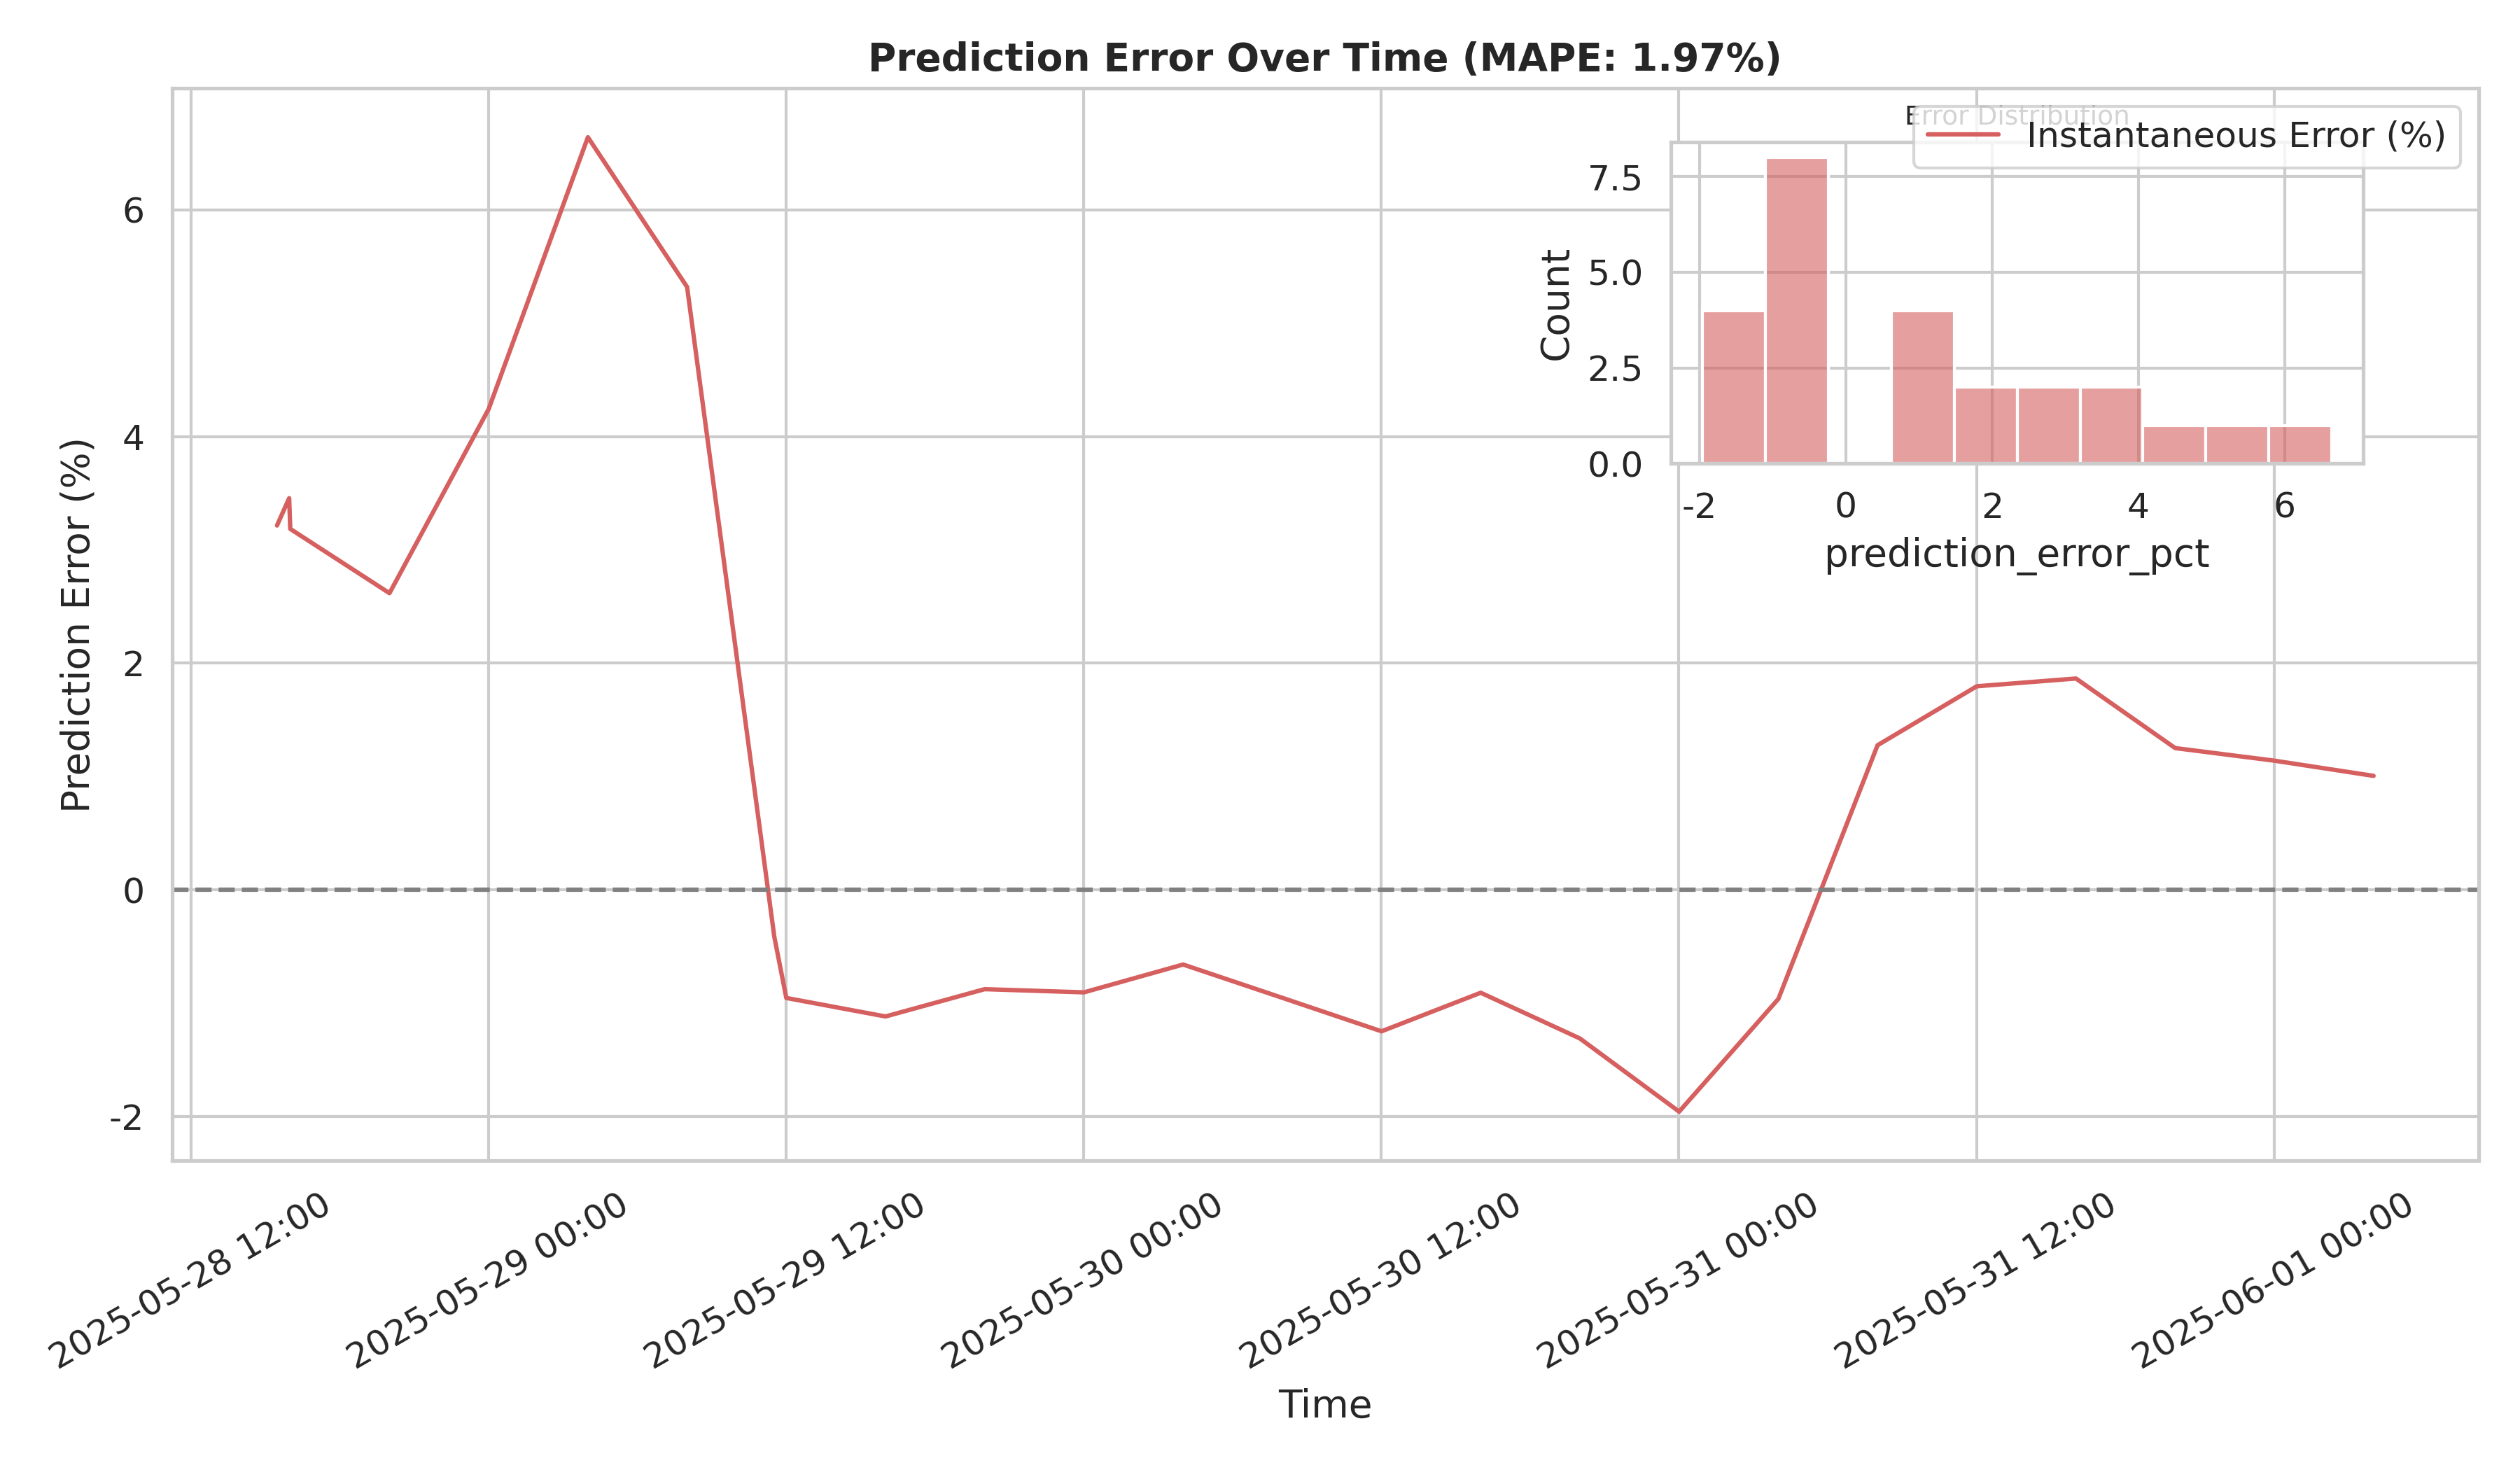 Prediction Error Over Time (MAPE: 1.97%)
Error Distribution
Instantaneous Error (%)
7.5
5.0
2.5
0.0
Count
-2 0 2 4 6
prediction_error_pct
6
4
2
0
-2
Prediction Error (%)
2025-05-28 12:00
2025-05-29 00:00
2025-05-29 12:00
2025-05-30 00:00
2025-05-30 12:00
2025-05-31 00:00
2025-05-31 12:00
2025-06-01 00:00
Time